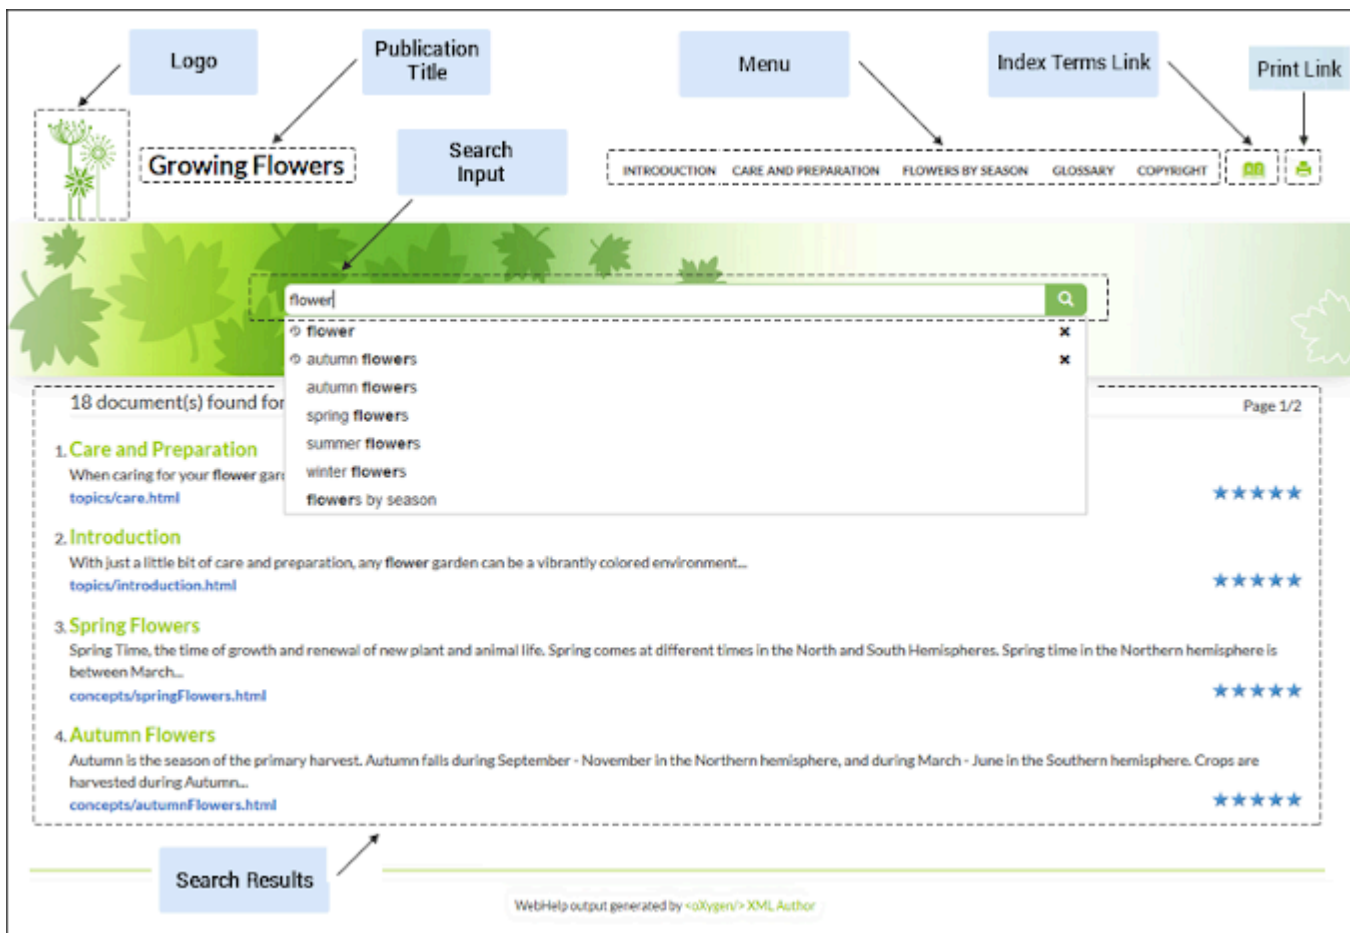 Logo
Publication
Title
Menu
Index Terms Link
Print Link
Growing Flowers
Search
Input
INTRODUCTION CARE AND PREPARATION FLOWERS BY SEASON GLOSSARY COPYRIGHT
flower
flower
autumn flowers
autumn flowers
spring flowers
summer flowers
winter flowers
flowers by season
18 document(s) found for
Page 1/2
1. Care and Preparation
When caring for your flower
topics/care.html
2. Introduction
With just a little bit of care and preparation, any flower garden can be a vibrantly colored environment...
topics/introduction.html
3. Spring Flowers
Spring Time, the time of growth and renewal of new plant and animal life. Spring comes at different times in the North and South Hemispheres. Spring time in the Northern hemisphere is
between March...
concepts/springFlowers.html
4. Autumn Flowers
Autumn is the season of the primary harvest. Autumn falls during September - November in the Northern hemisphere, and during March - June in the Southern hemisphere. Crops are
harvested during Autumn...
concepts/autumnFlowers.html
Search Results
WebHelp output generated by <oXygen/> XML Author